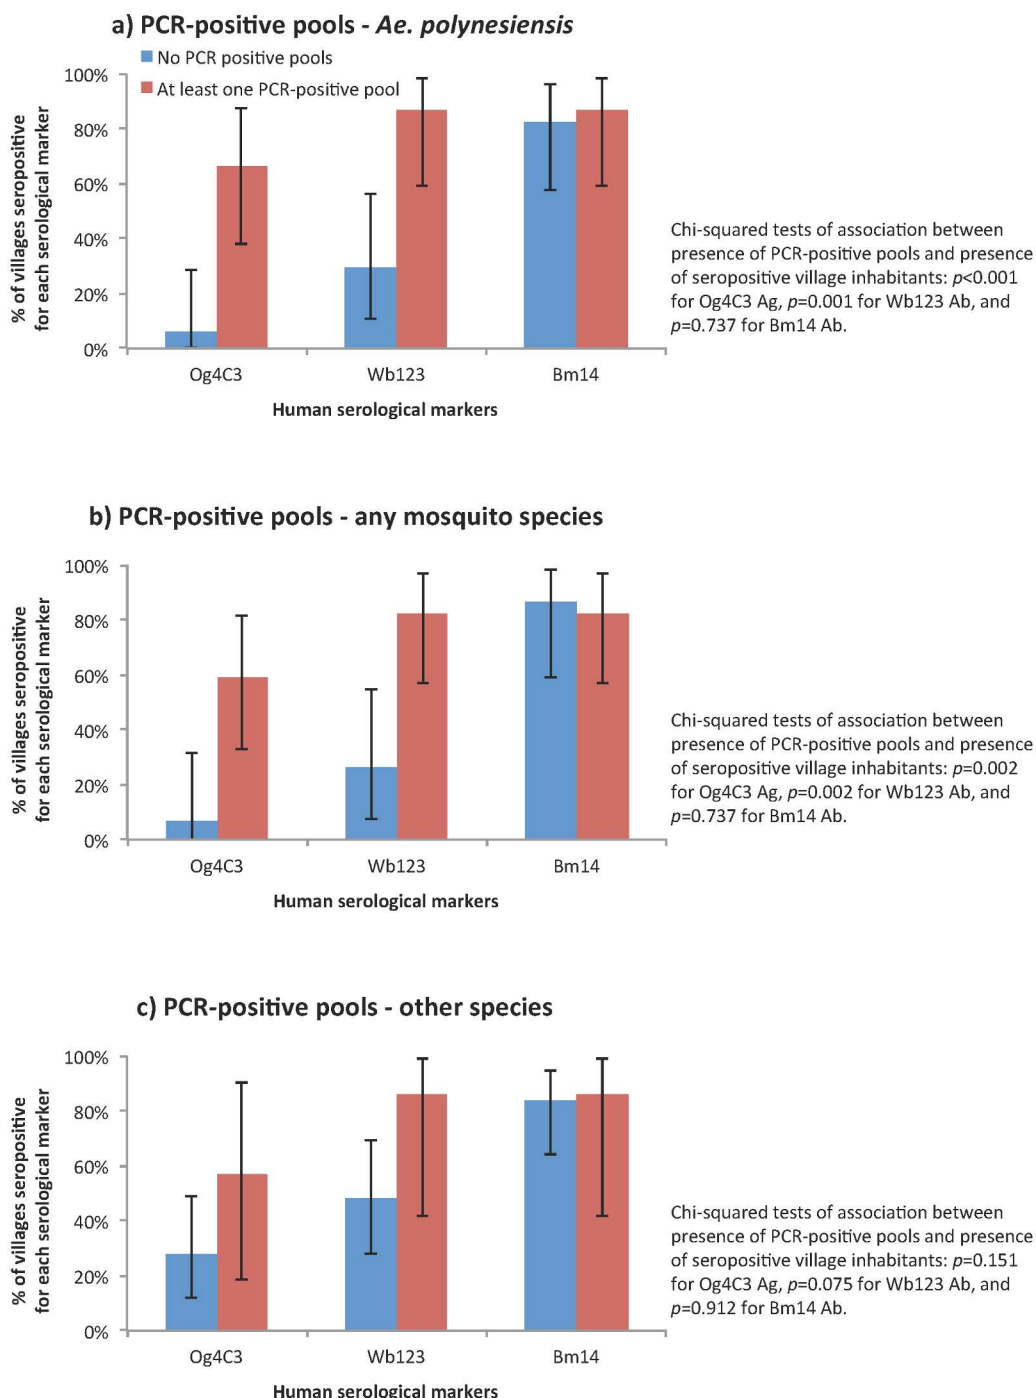 a) PCR-positive pools - Ae. polynesiensis
No PCR positive pools
At least one PCR-positive pool
% of villages seropositive
for each serological marker
100%
80%
60%
40%
20%
0%
Og4C3
Wb123
Bm14
Human serological markers
Chi-squared tests of association between
presence of PCR-positive pools and presence
of seropositive village inhabitants: p<0.001
for Og4C3 Ag, p=0.001 for Wb123 Ab, and
p=0.737 for Bm14 Ab.
b) PCR-positive pools - any mosquito species
% of villages seropositive
for each serological marker
100%
80%
60%
40%
20%
0%
Og4C3
Wb123
Bm14
Human serological markers
Chi-squared tests of association between
presence of PCR-positive pools and presence
of seropositive village inhabitants: p=0.002
for Og4C3 Ag, p=0.002 for Wb123 Ab, and
p=0.737 for Bm14 Ab.
c) PCR-positive pools - other species
% of villages seropositive
for each serological marker
100%
80%
60%
40%
20%
0%
Og4C3
Wb123
Bm14
Human serological markers
Chi-squared tests of association between
presence of PCR-positive pools and presence
of seropositive village inhabitants: p=0.151
for Og4C3 Ag, p=0.075 for Wb123 Ab, and
p=0.912 for Bm14 Ab.